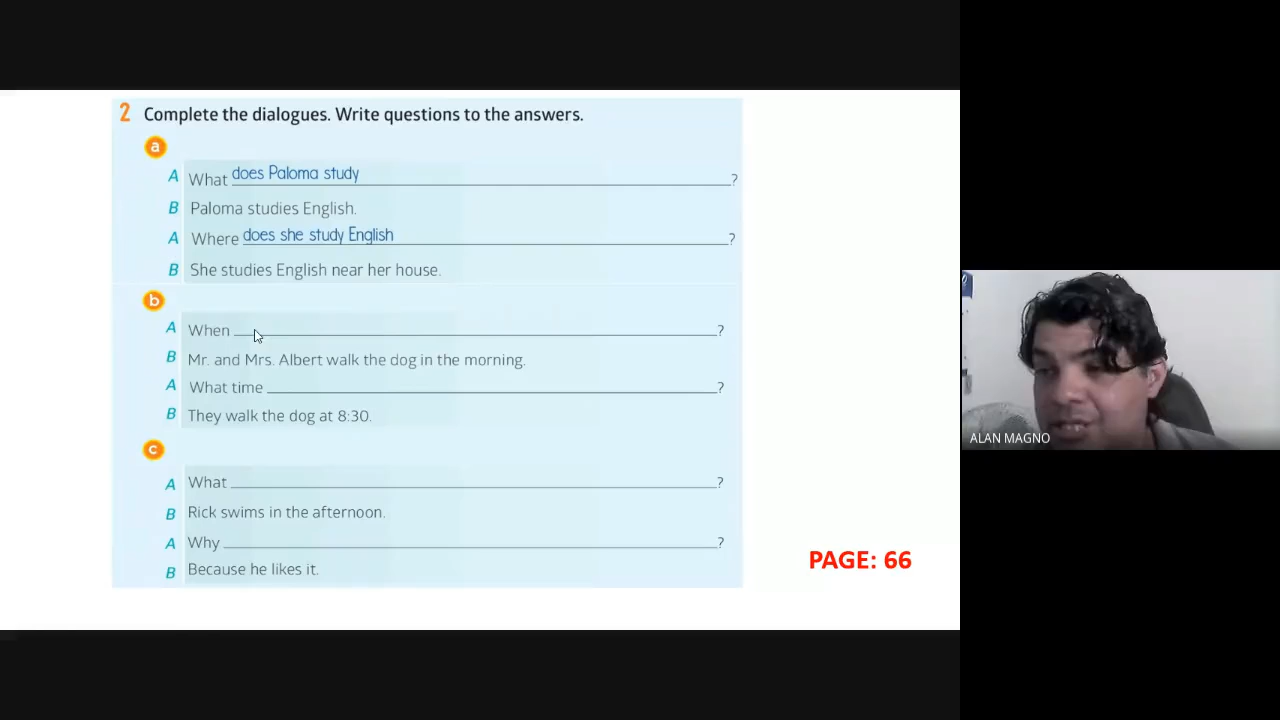 2 Complete the dialogues. Write questions to the answers.
a
A What does Paloma study ?
B Paloma studies English.
A Where does she study English ?
B She studies English near her house.
b
A When ?
B Mr. and Mrs. Albert walk the dog in the morning.
A What time ?
B They walk the dog at 8:30.
c
A What ?
B Rick swims in the afternoon.
A Why ?
B Because he likes it.
PAGE: 66
ALAN MAGNO